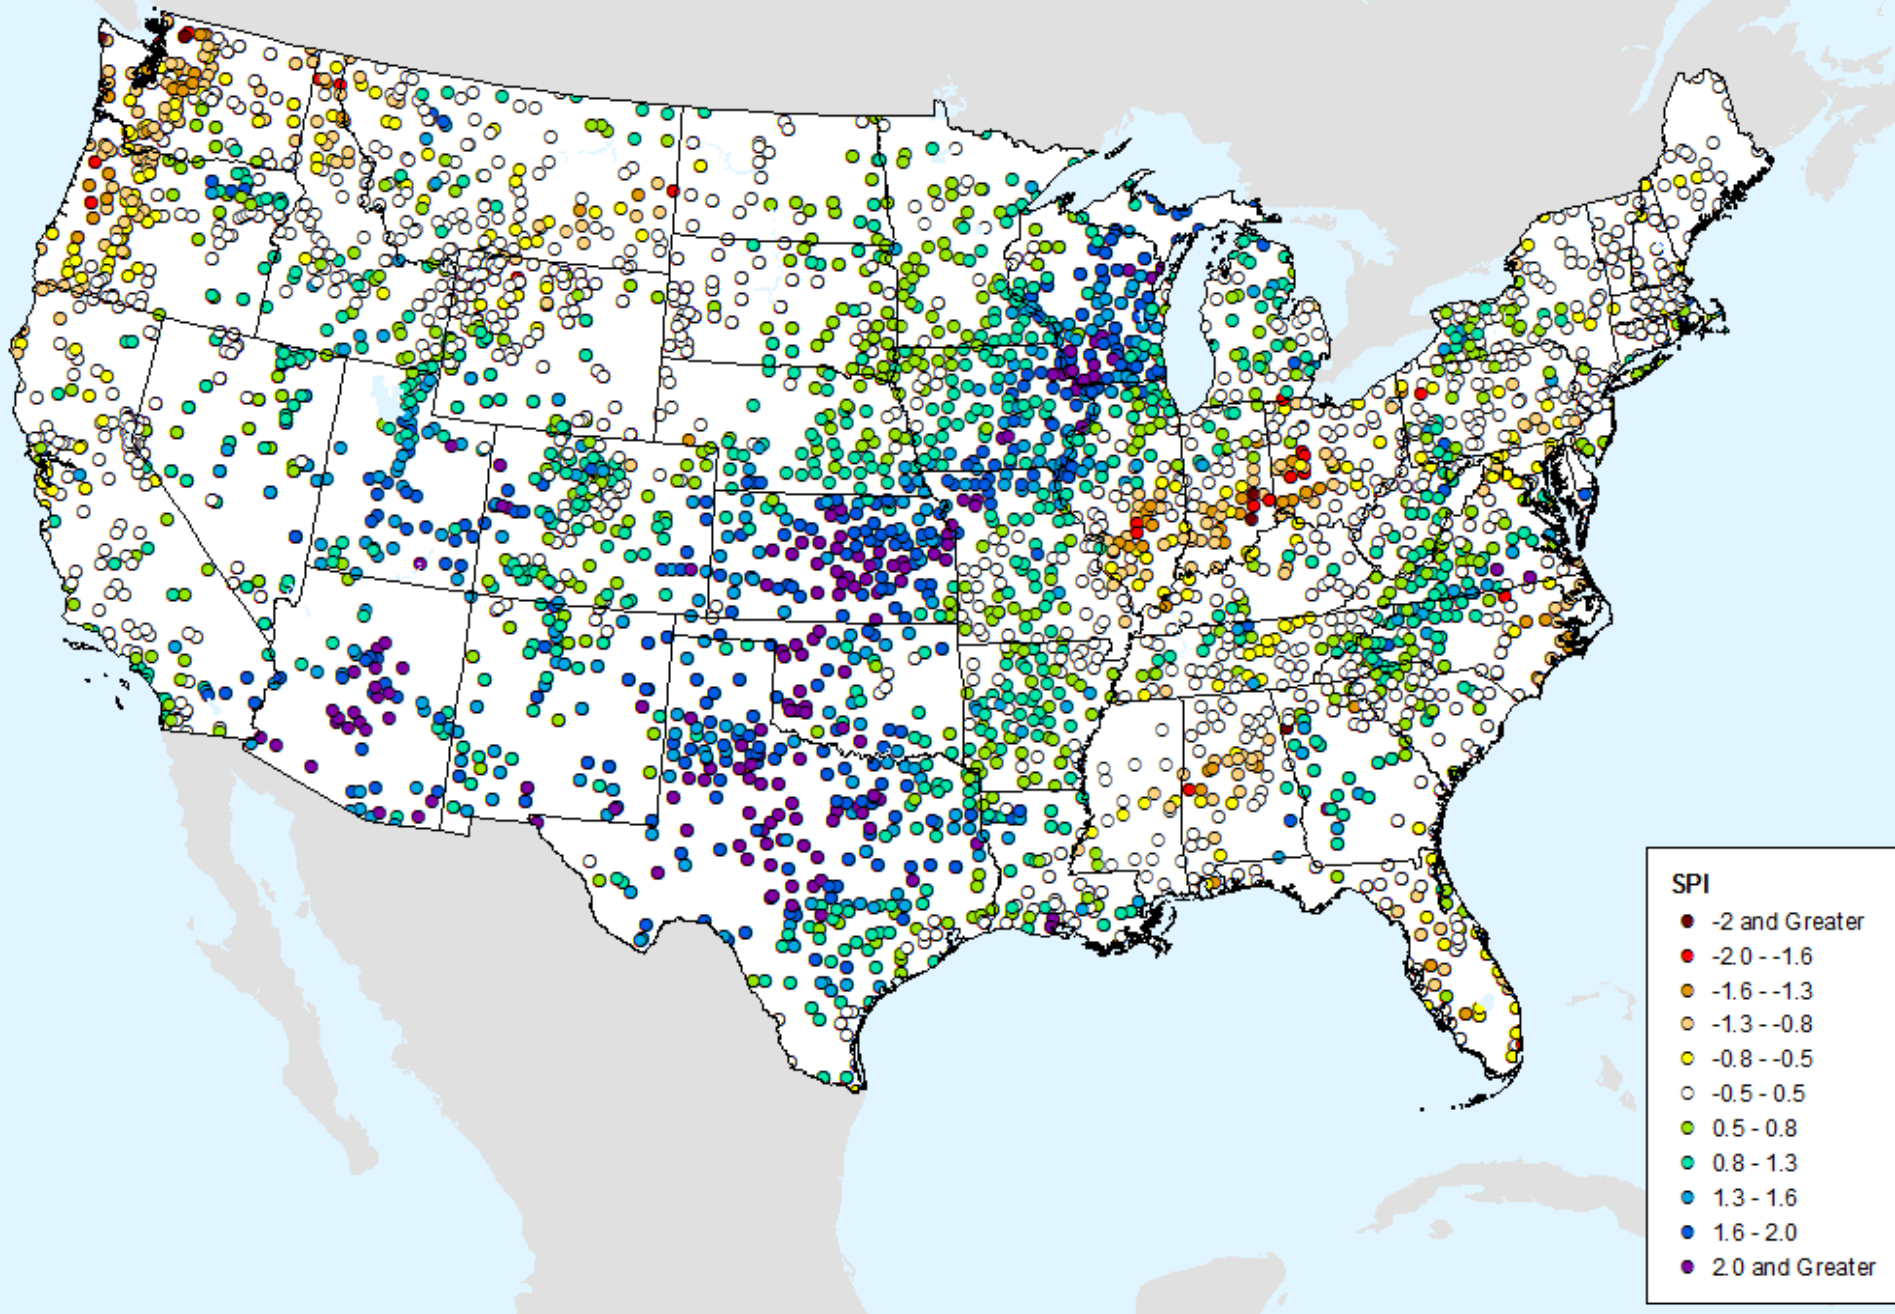 SPI
-2 and Greater
-2.0 - -1.6
-1.6 - -1.3
-1.3 - -0.8
-0.8 - -0.5
-0.5 - 0.5
0.5 - 0.8
0.8 - 1.3
1.3 - 1.6
1.6 - 2.0
2.0 and Greater